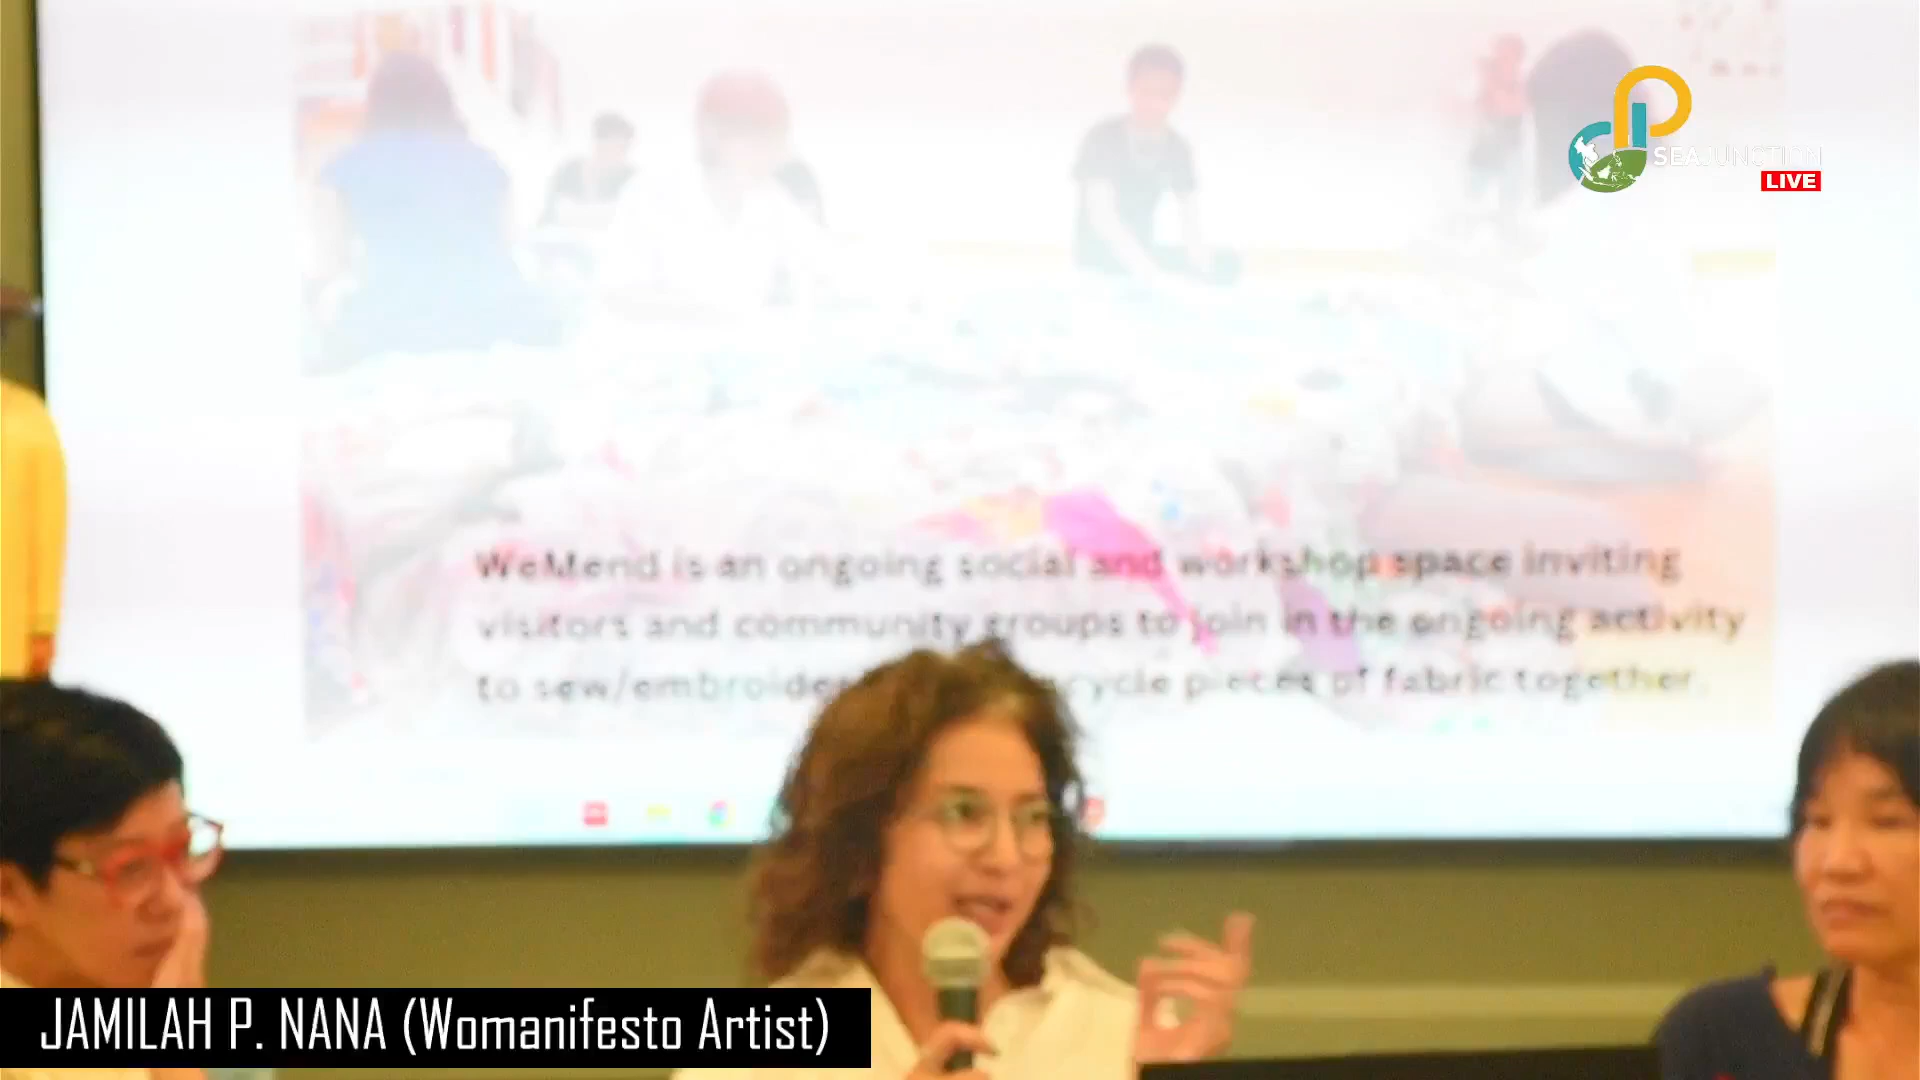 SEAJUNCTION
LIVE
WeMend is an ongoing social and workshop space inviting
visitors and community groups to join in the ongoing activity
to sew/embroider cycle pieces of fabric together.
JAMILAH P. NANA (Womanifesto Artist)